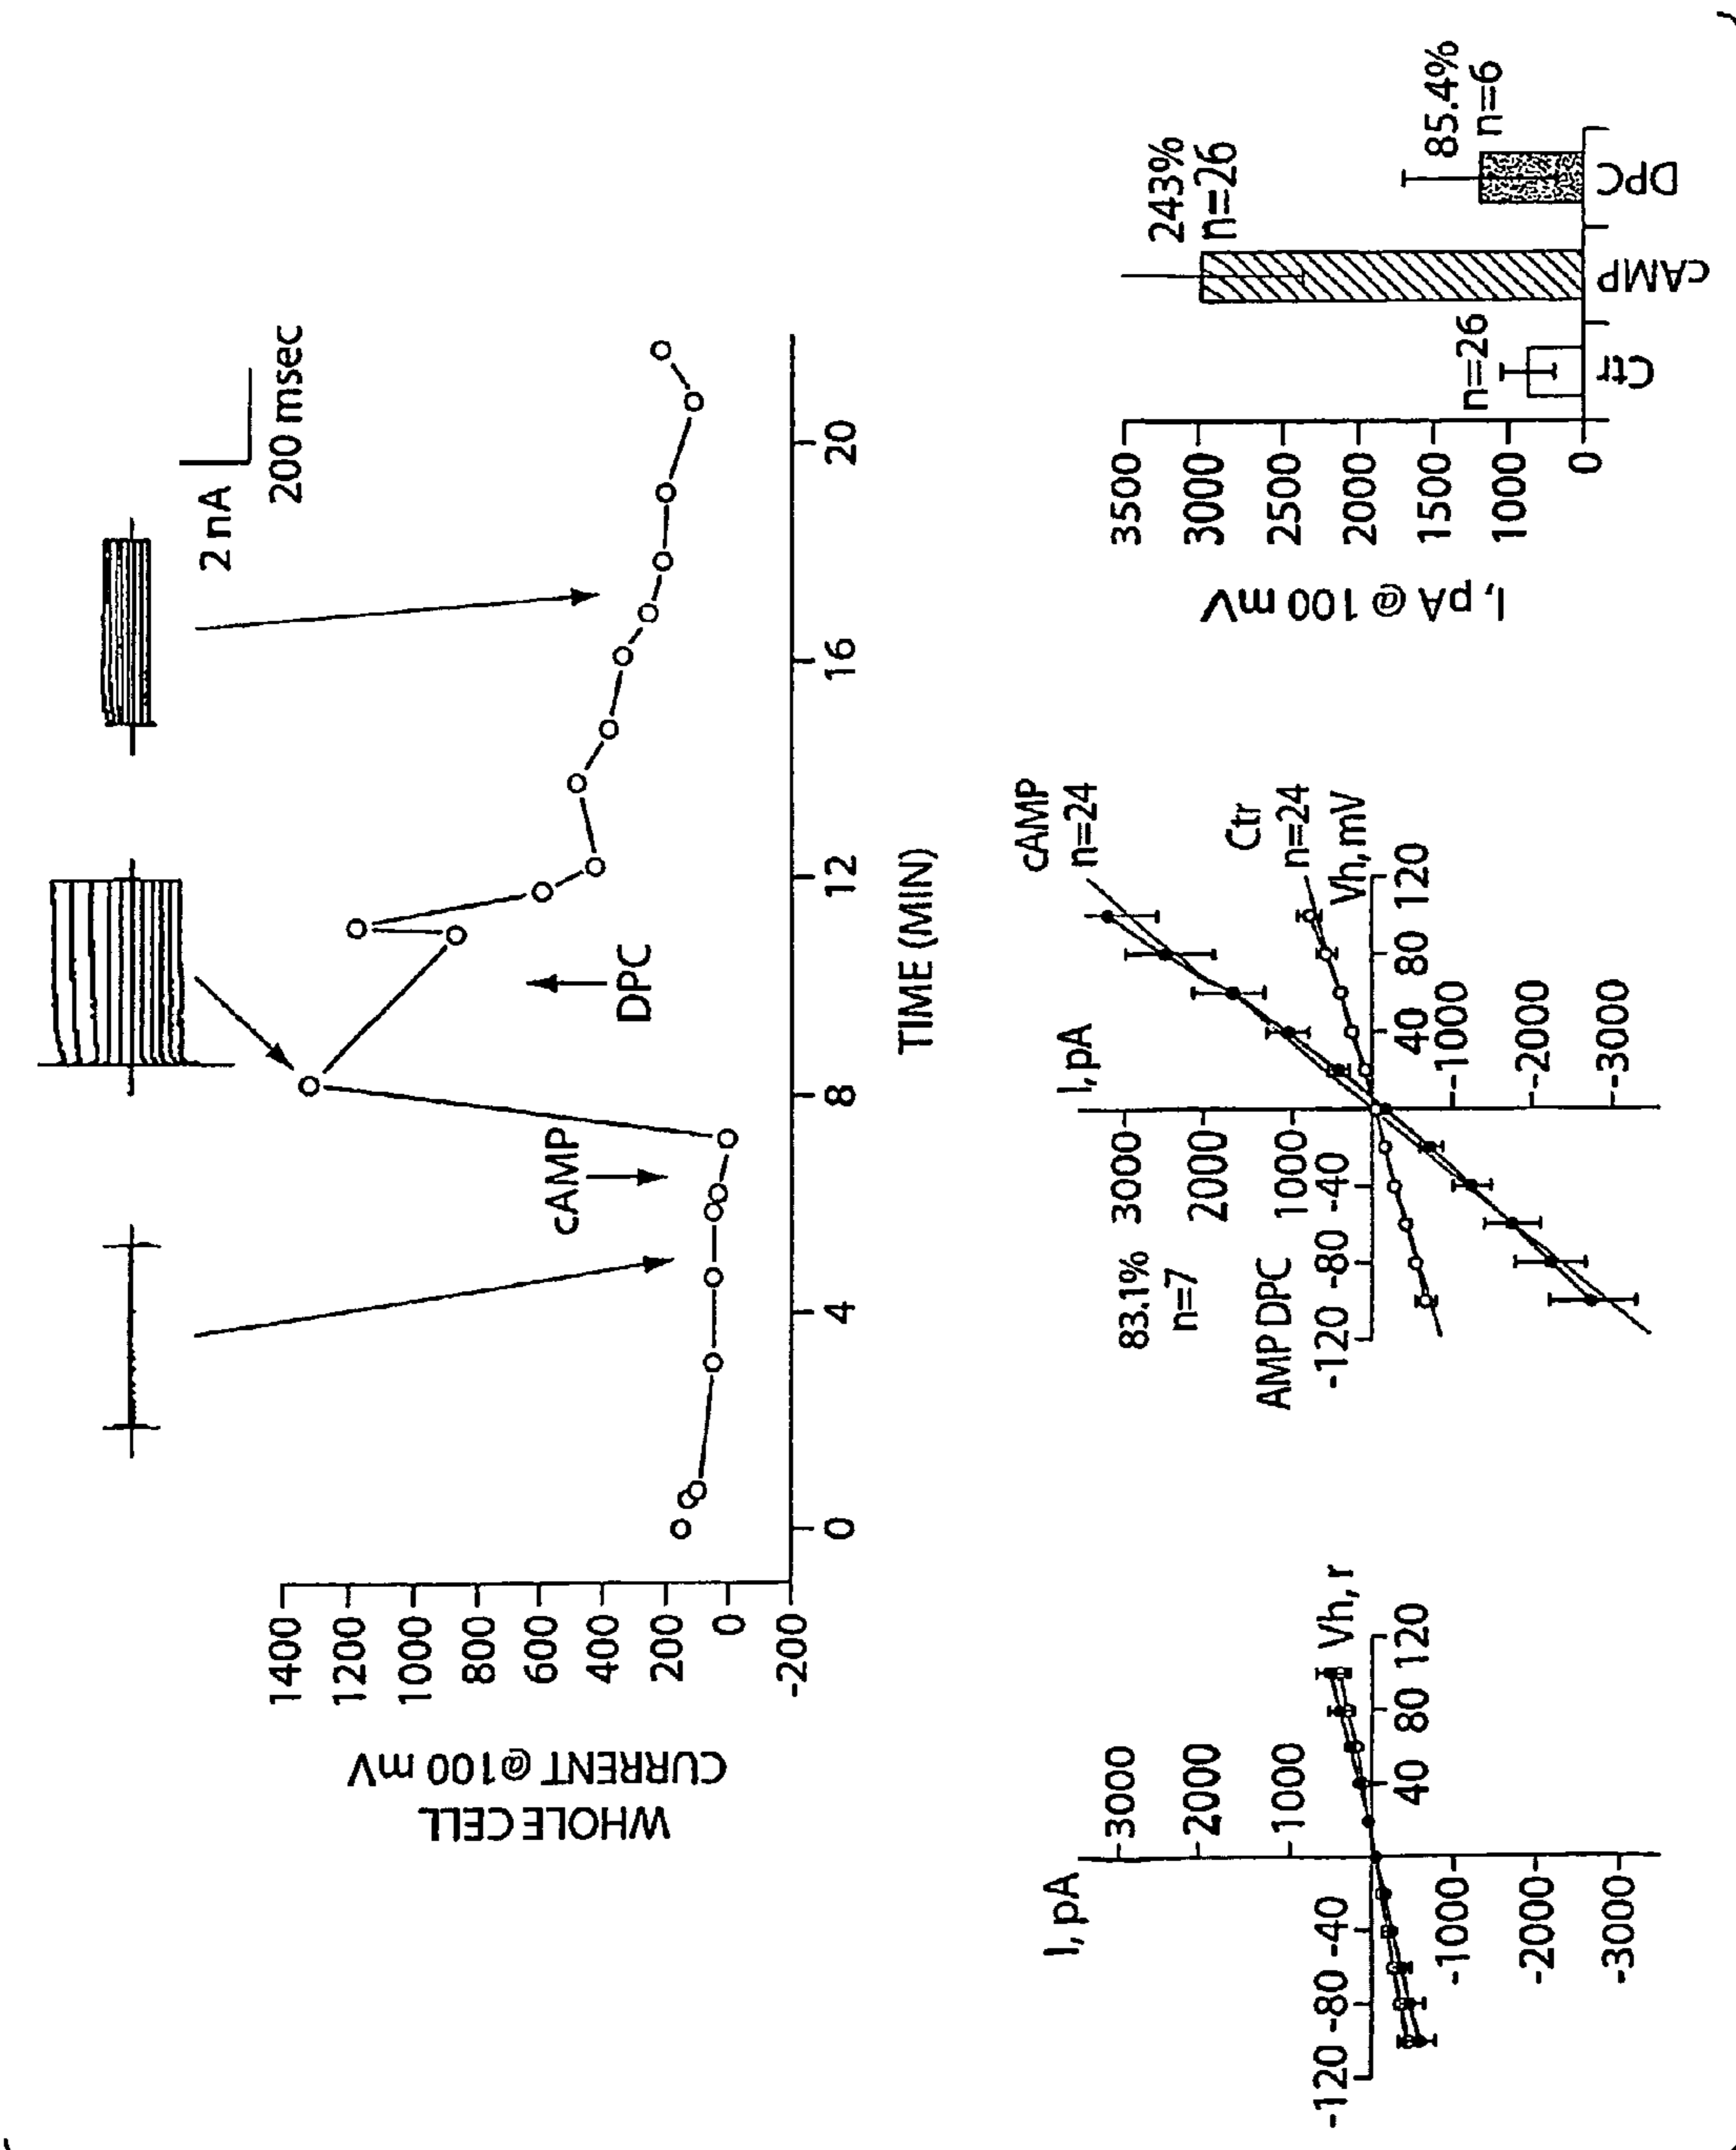 2 nA
200 msec
WHOLE CELL
CURRENT @100 mV
1400
1200
1000
800
600
400
200
0
-200
cAMP
DPC
0
4
8
12
16
20
TIME (MIN)
I, pA
-3000
-2000
-1000
Vh, r
-120 -80 -40
40 80 120
-1000
-2000
-3000
83.1%
n=7
AMP DPC
I, pA
3000
2000
1000
cAMP
n=24
Ctr
n=24
Vh, mV
-120 -80 -40
40 80 120
-1000
-2000
-3000
I, pA @ 100 mV
3500
3000
2500
2000
1500
1000
0
n=26
243%
n=26
85.4%
n=6
Ctr
cAMP
DPC